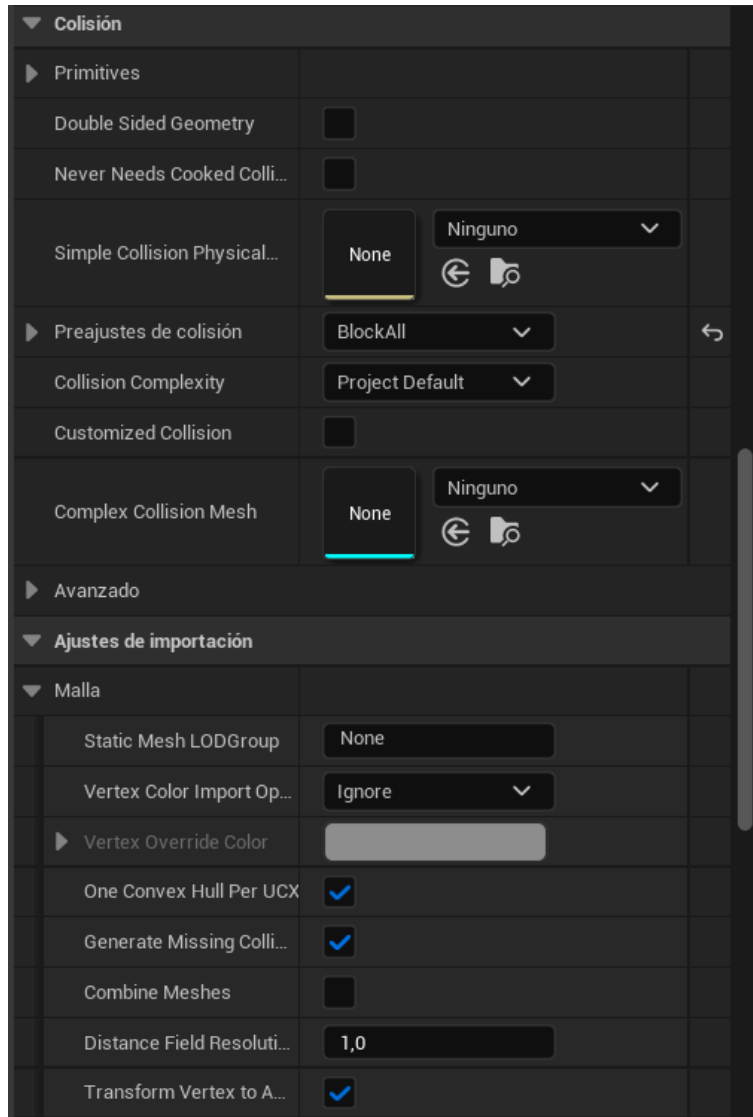 Colisión
Primitives
Double Sided Geometry
Never Needs Cooked Colli...
Simple Collision Physical...
None
Ninguno
Preajustes de colisión
BlockAll
Collision Complexity
Project Default
Customized Collision
Complex Collision Mesh
None
Ninguno
Avanzado
Ajustes de importación
Malla
Static Mesh LODGroup
None
Vertex Color Import Op...
Ignore
Vertex Override Color
One Convex Hull Per UCX
Generate Missing Colli...
Combine Meshes
Distance Field Resoluti...
1,0
Transform Vertex to A...